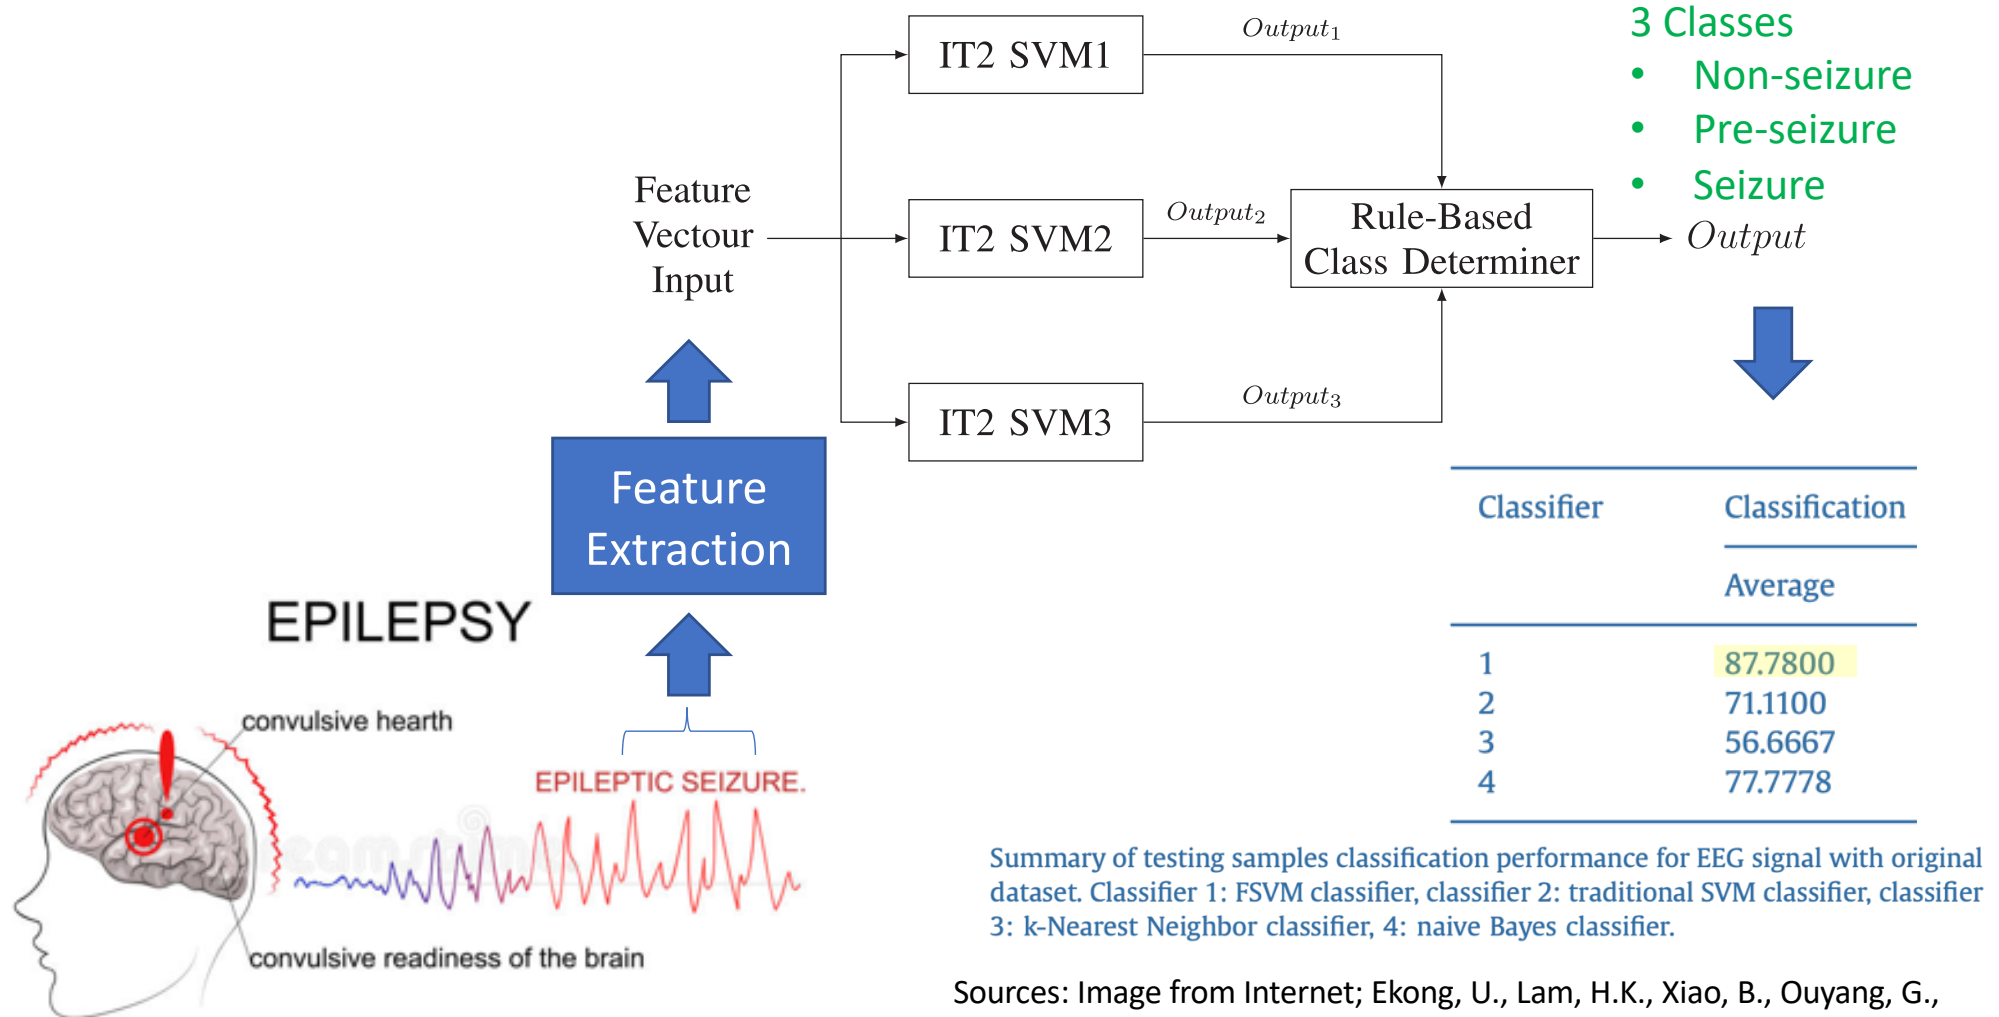 3 Classes
• Non-seizure
• Pre-seizure
• Seizure
IT2 SVM1
Output₁
Feature
Vectour
Input
IT2 SVM2
Output₂
Rule-Based
Class Determiner
Output
IT2 SVM3
Output₃
Feature
Extraction
Classifier Classification
Average
1 87.7800
2 71.1100
3 56.6667
4 77.7778
EPILEPSY
convulsive hearth
EPILEPTIC SEIZURE.
convulsive readiness of the brain
Summary of testing samples classification performance for EEG signal with original
dataset. Classifier 1: FSVM classifier, classifier 2: traditional SVM classifier, classifier
3: k-Nearest Neighbor classifier, 4: naive Bayes classifier.
Sources: Image from Internet; Ekong, U., Lam, H.K., Xiao, B., Ouyang, G.,